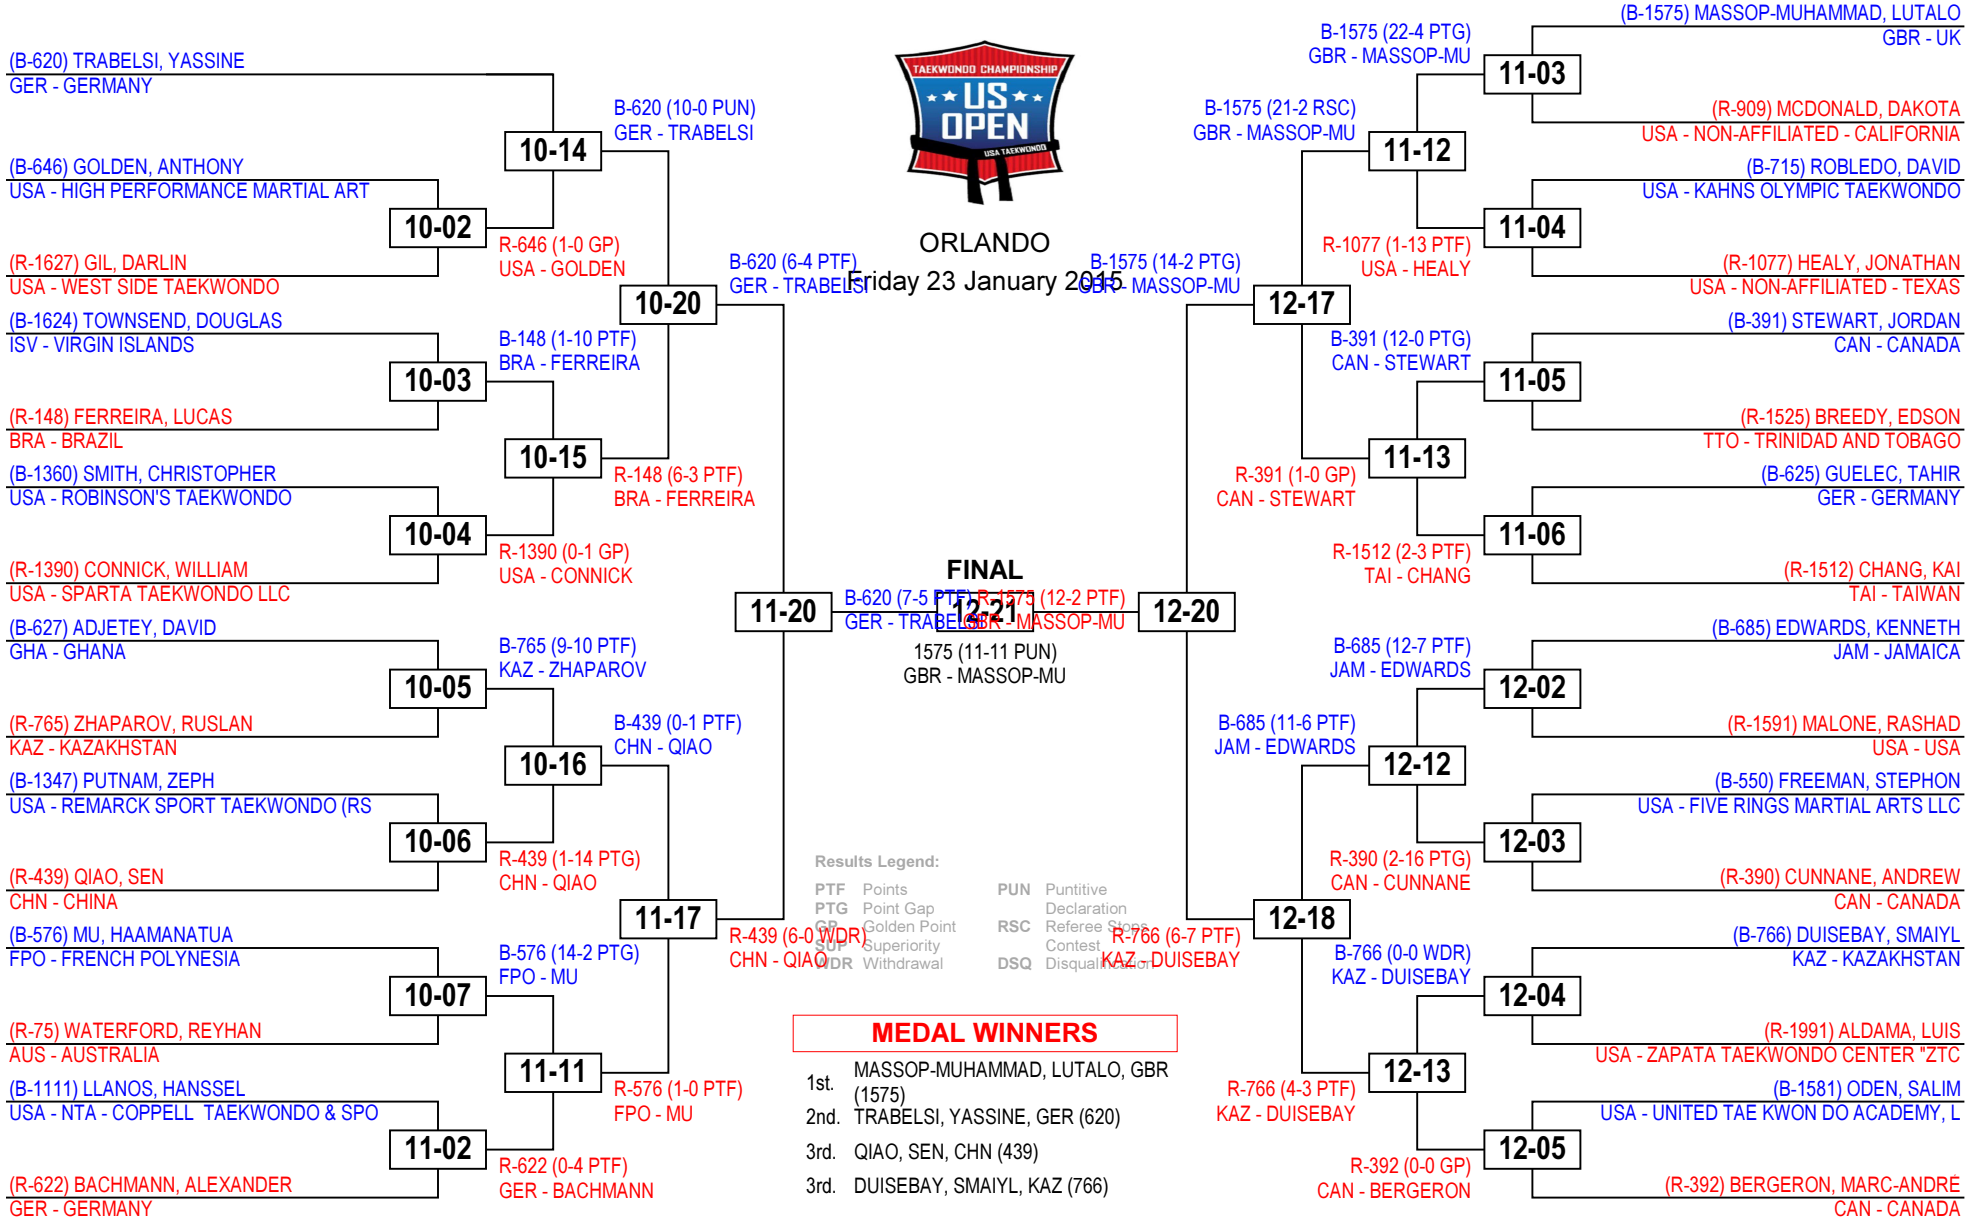 (B-620) TRABELSI, YASSINE
GER - GERMANY
(B-646) GOLDEN, ANTHONY
USA - HIGH PERFORMANCE MARTIAL ART
(R-1627) GIL, DARLIN
USA - WEST SIDE TAEKWONDO
(B-1624) TOWNSEND, DOUGLAS
ISV - VIRGIN ISLANDS
(R-148) FERREIRA, LUCAS
BRA - BRAZIL
(B-1360) SMITH, CHRISTOPHER
USA - ROBINSON'S TAEKWONDO
(R-1390) CONNICK, WILLIAM
USA - SPARTA TAEKWONDO LLC
(B-627) ADJETEY, DAVID
GHA - GHANA
(R-765) ZHAPAROV, RUSLAN
KAZ - KAZAKHSTAN
(B-1347) PUTNAM, ZEPH
USA - REMARCK SPORT TAEKWONDO (RS
(R-439) QIAO, SEN
CHN - CHINA
(B-576) MU, HAAMANATUA
FPO - FRENCH POLYNESIA
(R-75) WATERFORD, REYHAN
AUS - AUSTRALIA
(B-1111) LLANOS, HANSSEL
USA - NTA - COPPELL  TAEKWONDO & SPO
(R-622) BACHMANN, ALEXANDER
GER - GERMANY
10-02
10-03
10-04
10-05
10-06
10-07
11-02
R-646 (1-0 GP)
USA - GOLDEN
B-148 (1-10 PTF)
BRA - FERREIRA
R-1390 (0-1 GP)
USA - CONNICK
B-765 (9-10 PTF)
KAZ - ZHAPAROV
R-439 (1-14 PTG)
CHN - QIAO
B-576 (14-2 PTG)
FPO - MU
R-622 (0-4 PTF)
GER - BACHMANN
10-14
10-15
10-16
11-11
B-620 (10-0 PUN)
GER - TRABELSI
R-148 (6-3 PTF)
BRA - FERREIRA
B-439 (0-1 PTF)
CHN - QIAO
R-576 (1-0 PTF)
FPO - MU
10-20
11-17
B-620 (6-4 PTF)
GER - TRABELSI
R-439 (6-0 WDR)
CHN - QIAO
11-20
B-620 (7-5 PTF)
GER - TRABELSI
TAEKWONDO CHAMPIONSHIP
US
OPEN
USA TAEKWONDO
ORLANDO
Friday 23 January 2015
FINAL
12-21
1575 (11-11 PUN)
GBR - MASSOP-MU
Results Legend:
PTF Points
PTG Point Gap
GP Golden Point
SUP Superiority
WDR Withdrawal
PUN Puntitive
Declaration
RSC Referee Stops
Contest
DSQ Disqualification
MEDAL WINNERS
1st. MASSOP-MUHAMMAD, LUTALO, GBR
(1575)
2nd. TRABELSI, YASSINE, GER (620)
3rd. QIAO, SEN, CHN (439)
3rd. DUISEBAY, SMAIYL, KAZ (766)
R-1575 (12-2 PTF)
GBR - MASSOP-MU
12-20
B-1575 (14-2 PTG)
GBR - MASSOP-MU
R-766 (6-7 PTF)
KAZ - DUISEBAY
12-17
12-18
B-1575 (21-2 RSC)
GBR - MASSOP-MU
R-391 (1-0 GP)
CAN - STEWART
B-685 (11-6 PTF)
JAM - EDWARDS
R-766 (4-3 PTF)
KAZ - DUISEBAY
11-12
11-13
12-12
12-13
B-1575 (22-4 PTG)
GBR - MASSOP-MU
R-1077 (1-13 PTF)
USA - HEALY
B-391 (12-0 PTG)
CAN - STEWART
R-1512 (2-3 PTF)
TAI - CHANG
B-685 (12-7 PTF)
JAM - EDWARDS
R-390 (2-16 PTG)
CAN - CUNNANE
B-766 (0-0 WDR)
KAZ - DUISEBAY
R-392 (0-0 GP)
CAN - BERGERON
11-03
11-04
11-05
11-06
12-02
12-03
12-04
12-05
(B-1575) MASSOP-MUHAMMAD, LUTALO
GBR - UK
(R-909) MCDONALD, DAKOTA
USA - NON-AFFILIATED - CALIFORNIA
(B-715) ROBLEDO, DAVID
USA - KAHNS OLYMPIC TAEKWONDO
(R-1077) HEALY, JONATHAN
USA - NON-AFFILIATED - TEXAS
(B-391) STEWART, JORDAN
CAN - CANADA
(R-1525) BREEDY, EDSON
TTO - TRINIDAD AND TOBAGO
(B-625) GUELEC, TAHIR
GER - GERMANY
(R-1512) CHANG, KAI
TAI - TAIWAN
(B-685) EDWARDS, KENNETH
JAM - JAMAICA
(R-1591) MALONE, RASHAD
USA - USA
(B-550) FREEMAN, STEPHON
USA - FIVE RINGS MARTIAL ARTS LLC
(R-390) CUNNANE, ANDREW
CAN - CANADA
(B-766) DUISEBAY, SMAIYL
KAZ - KAZAKHSTAN
(R-1991) ALDAMA, LUIS
USA - ZAPATA TAEKWONDO CENTER "ZTC
(B-1581) ODEN, SALIM
USA - UNITED TAE KWON DO ACADEMY, L
(R-392) BERGERON, MARC-ANDRÉ
CAN - CANADA